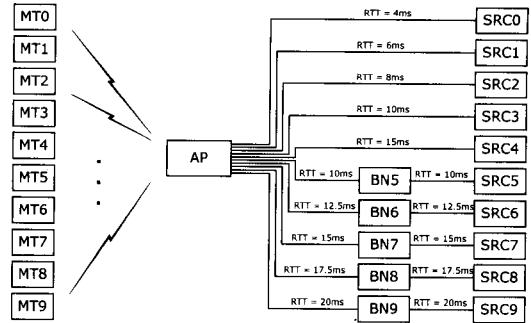 MT0
MT1
MT2
MT3
MT4
MT5
MT6
MT7
MT8
MT9
AP
RTT = 4ms SRC0
RTT = 6ms SRC1
RTT = 8ms SRC2
RTT = 10ms SRC3
RTT = 15ms SRC4
RTT = 10ms BN5 RTT = 10ms SRC5
RTT = 12.5ms BN6 RTT = 12.5ms SRC6
RTT = 15ms BN7 RTT = 15ms SRC7
RTT = 17.5ms BN8 RTT = 17.5ms SRC8
RTT = 20ms BN9 RTT = 20ms SRC9